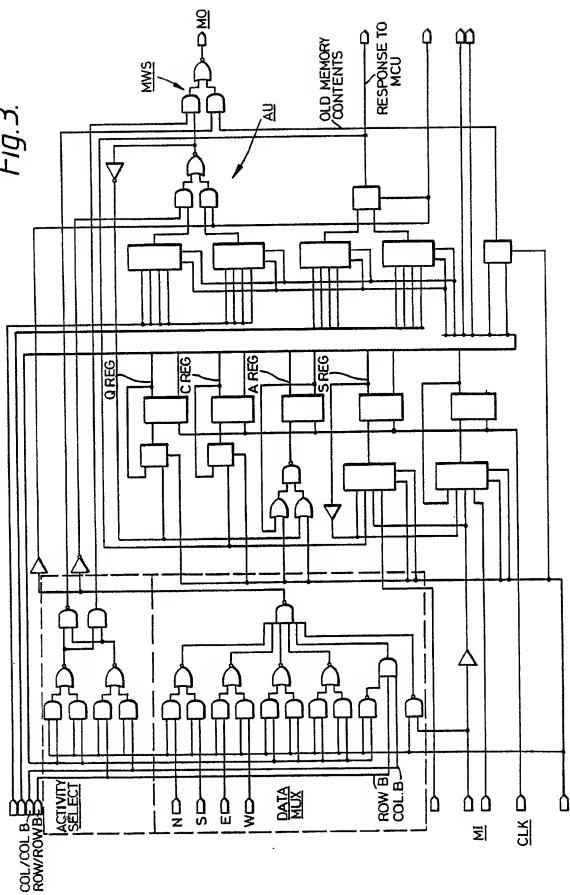 Fig. 3.
MO
MWS
AU
OLD MEMORY
CONTENTS
RESPONSE TO
MCU
Q REG
C REG
A REG
S REG
COL/COL B
ROW/ROW B
ACTIVITY
SELECT
N
S
E
W
DATA
MUX
ROW B
COL. B
MI
CLK